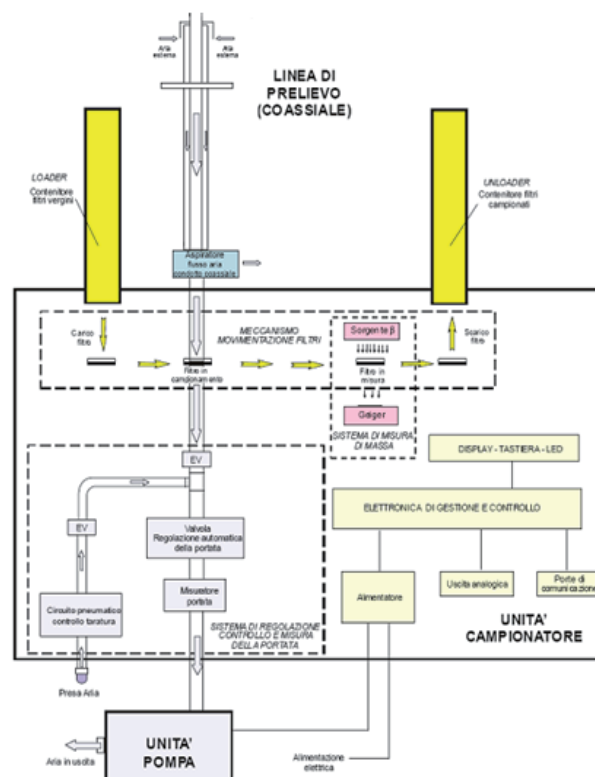 Aria
esterna
Aria
esterna
LINEA DI
PRELIEVO
(COASSIALE)
LOADER
Contenitore
filtri vergini
UNLOADER
Contenitore filtri
campionati
Aspiratore
flusso aria
condotto coassiale
Carico
filtro
MECCANISMO
MOVIMENTAZIONE FILTRI
Sorgente β
Scarico
filtro
Filtro in
campionamento
Filtro in
misura
Geiger
SISTEMA DI MISURA
DI MASSA
EV
DISPLAY - TASTIERA - LED
EV
Valvola
Regolazione automatica
della portata
ELETTRONICA DI GESTIONE E CONTROLLO
Misuratore
portata
Alimentatore
Uscita analogica
Porte di
comunicazione
Circuito pneumatico
controllo taratura
SISTEMA DI REGOLAZIONE
CONTROLLO E MISURA
DELLA PORTATA
UNITA'
CAMPIONATORE
Presa Aria
Aria in uscita
UNITA'
POMPA
Alimentazione
elettrica